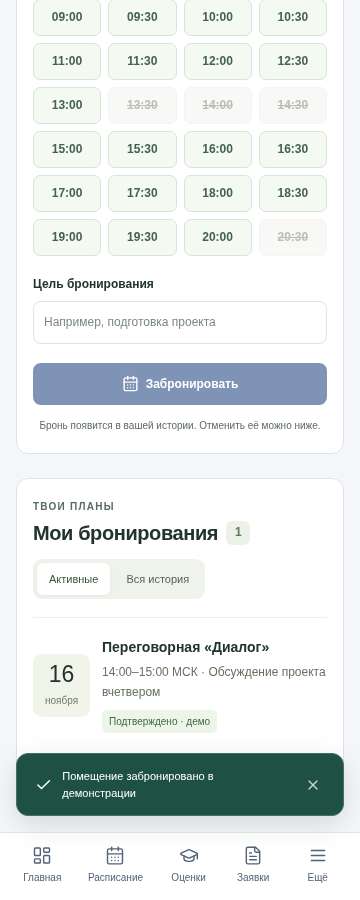 09:00 09:30 10:00 10:30
11:00 11:30 12:00 12:30
13:00 13:30 14:00 14:30
15:00 15:30 16:00 16:30
17:00 17:30 18:00 18:30
19:00 19:30 20:00 20:30
Цель бронирования
Например, подготовка проекта
Забронировать
Бронь появится в вашей истории. Отменить её можно ниже.
ТВОИ ПЛАНЫ
Мои бронирования 1
Активные Вся история
16
ноября
Переговорная «Диалог»
14:00–15:00 МСК · Обсуждение проекта
вчетвером
Подтверждено · демо
Помещение забронировано в
демонстрации
Главная Расписание Оценки Заявки Ещё